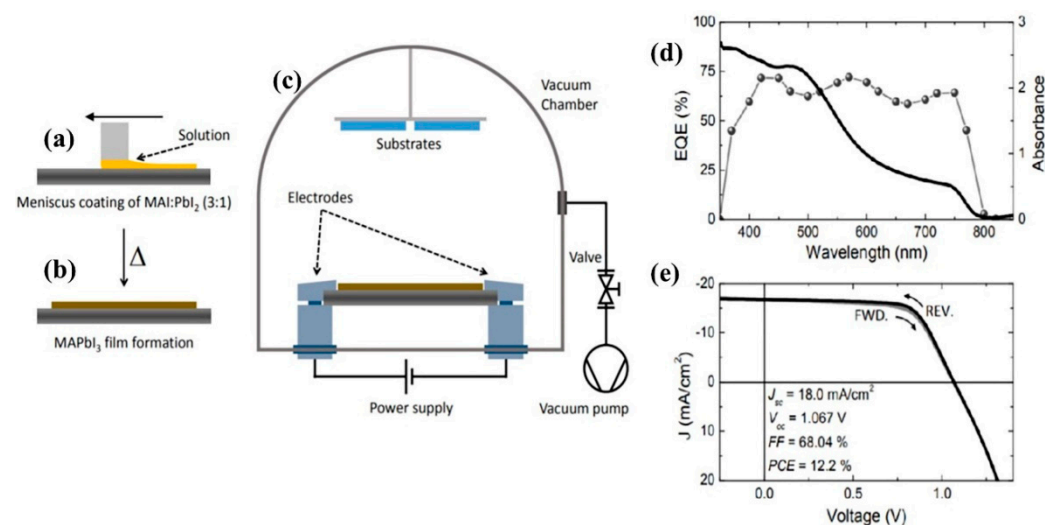 (a)
Solution
Meniscus coating of MAI:PbI₂ (3:1)
(b)
Δ
MAPbI₃ film formation
(c)
Vacuum
Chamber
Substrates
Electrodes
Valve
Power supply
Vacuum pump
(d)
EQE (%)
100
75
50
25
0
400 500 600 700 800
Wavelength (nm)
3
2
1
0
Absorbance
(e)
J (mA/cm²)
-20
-10
0
10
20
REV.
FWD.
J_sc = 18.0 mA/cm²
V_oc = 1.067 V
FF = 68.04 %
PCE = 12.2 %
0.0 0.5 1.0
Voltage (V)